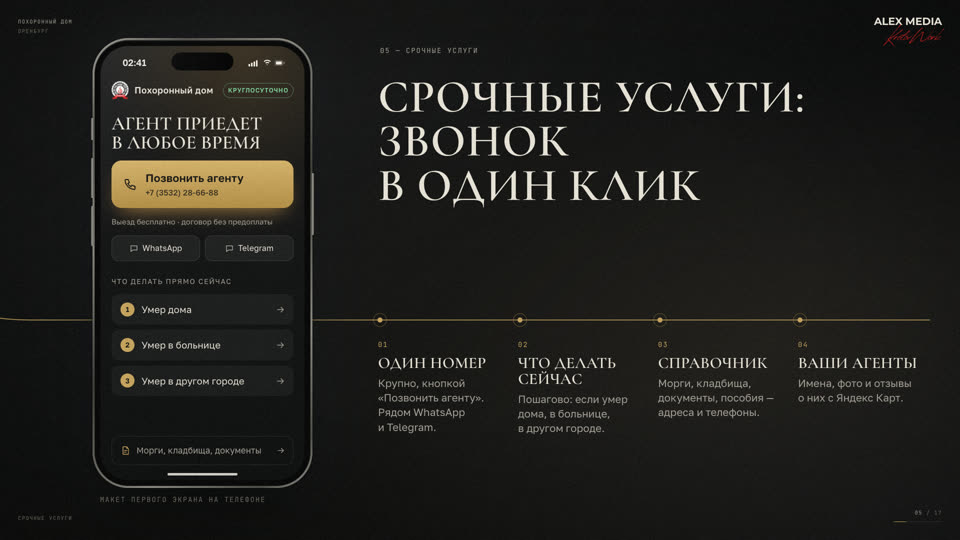 ПОХОРОННЫЙ ДОМ
ОРЕНБУРГ
ALEX MEDIA
05 — СРОЧНЫЕ УСЛУГИ
СРОЧНЫЕ УСЛУГИ:
ЗВОНОК
В ОДИН КЛИК
02:41
Похоронный дом
КРУГЛОСУТОЧНО
АГЕНТ ПРИЕДЕТ
В ЛЮБОЕ ВРЕМЯ
Позвонить агенту
+7 (3532) 28-66-88
Выезд бесплатно · договор без предоплаты
WhatsApp
Telegram
ЧТО ДЕЛАТЬ ПРЯМО СЕЙЧАС
1 Умер дома →
2 Умер в больнице →
3 Умер в другом городе →
Морги, кладбища, документы →
МАКЕТ ПЕРВОГО ЭКРАНА НА ТЕЛЕФОНЕ
01
ОДИН НОМЕР
Крупно, кнопкой
«Позвонить агенту».
Рядом WhatsApp
и Telegram.
02
ЧТО ДЕЛАТЬ
СЕЙЧАС
Пошагово: если умер
дома, в больнице,
в другом городе.
03
СПРАВОЧНИК
Морги, кладбища,
документы, пособия —
адреса и телефоны.
04
ВАШИ АГЕНТЫ
Имена, фото и отзывы
о них с Яндекс Карт.
СРОЧНЫЕ УСЛУГИ
05 / 17